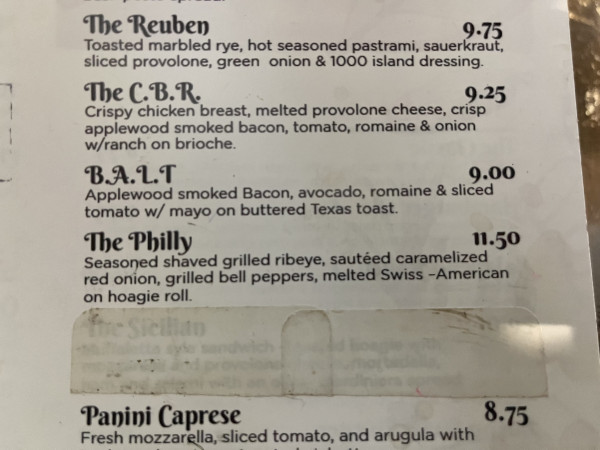 The Reuben 9.75
Toasted marbled rye, hot seasoned pastrami, sauerkraut,
sliced provolone, green onion & 1000 island dressing.
The C.B.R. 9.25
Crispy chicken breast, melted provolone cheese, crisp
applewood smoked bacon, tomato, romaine & onion
w/ranch on brioche.
B.A.L.T 9.00
Applewood smoked Bacon, avocado, romaine & sliced
tomato w/ mayo on buttered Texas toast.
The Philly 11.50
Seasoned shaved grilled ribeye, sautéed caramelized
red onion, grilled bell peppers, melted Swiss -American
on hoagie roll.
The Sicilian
sandwich
provolone
Panini Caprese 8.75
Fresh mozzarella, sliced tomato, and arugula with